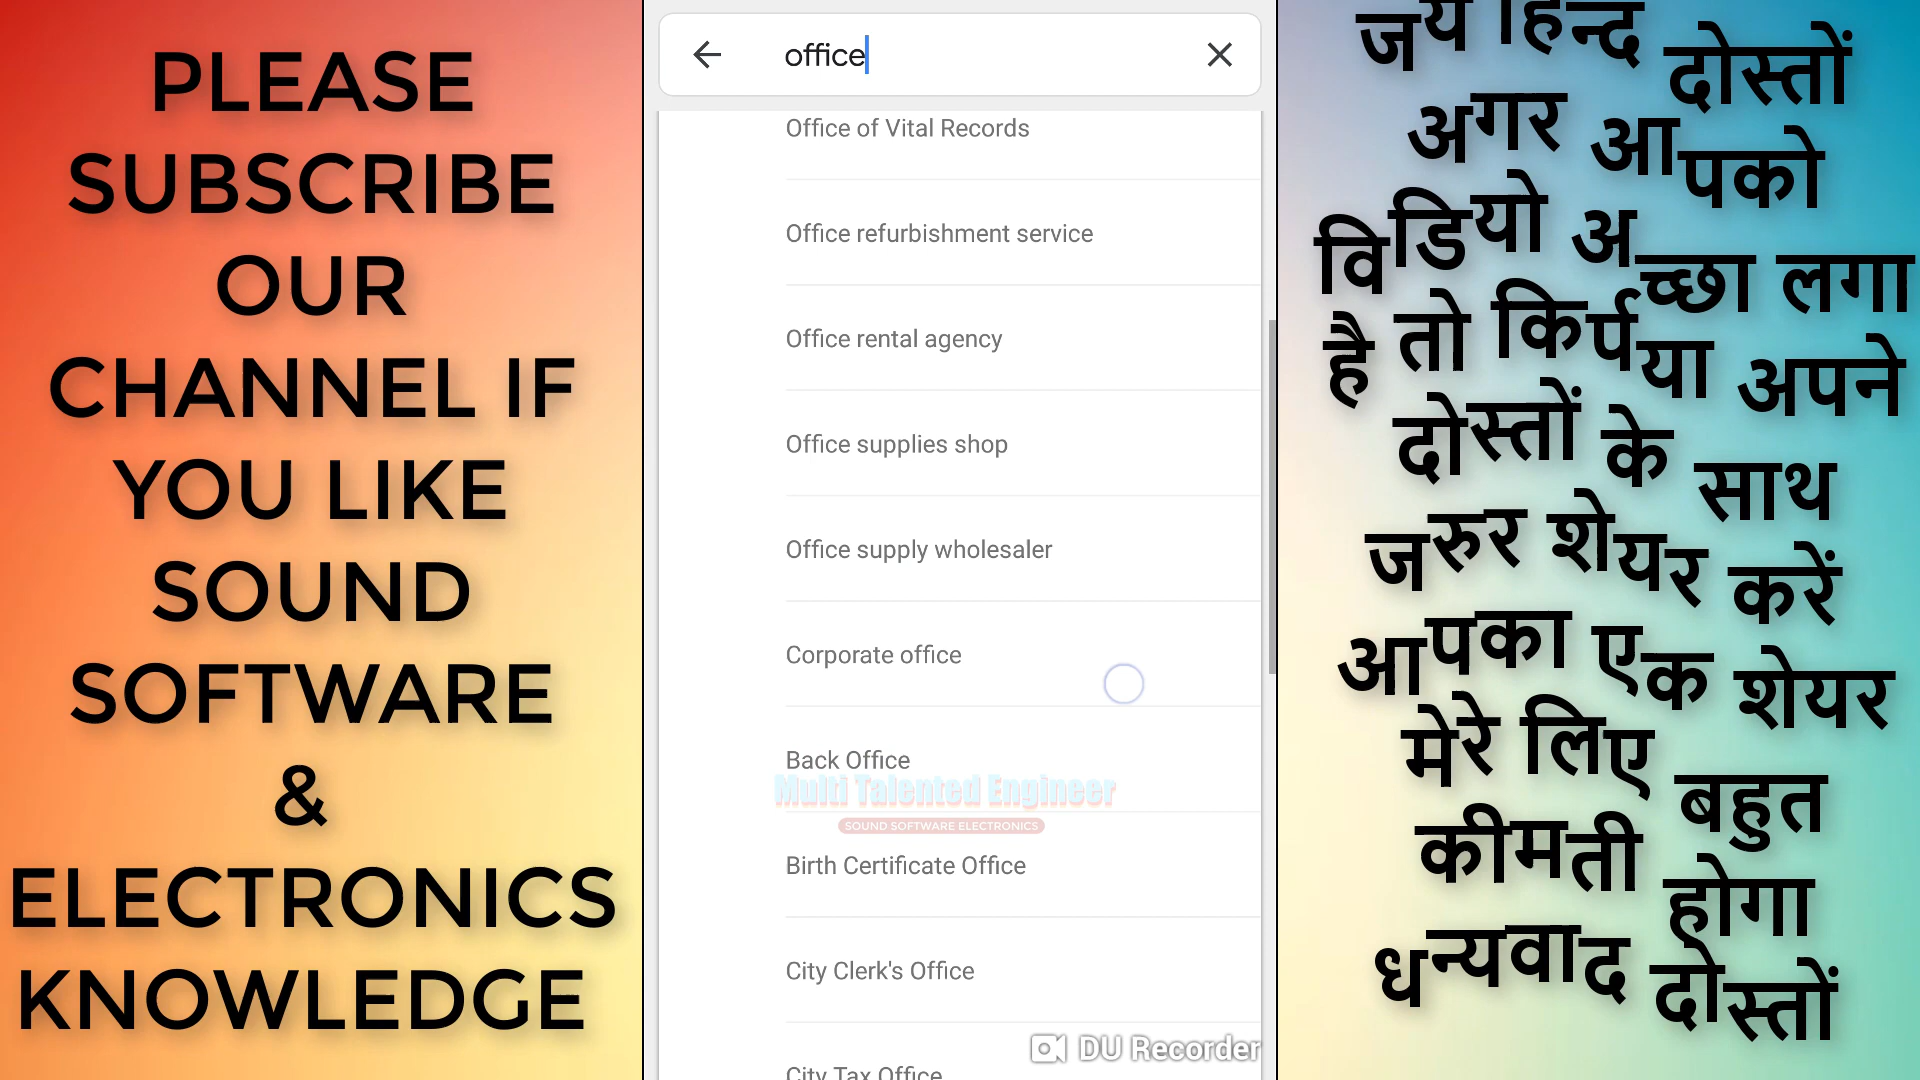 PLEASE
SUBSCRIBE
OUR
CHANNEL IF
YOU LIKE
SOUND
SOFTWARE
&
ELECTRONICS
KNOWLEDGE
office
Office of Vital Records
Office refurbishment service
Office rental agency
Office supplies shop
Office supply wholesaler
Corporate office
Back Office
Multi Talented Engineer
SOUND SOFTWARE ELECTRONICS
Birth Certificate Office
City Clerk's Office
City Tax Office
DU Recorder
जय हिन्द दोस्तों
अगर आपको
विडियो अच्छा लगा
है तो किर्पया अपने
दोस्तों के साथ
जरुर शेयर करें
आपका एक शेयर
मेरे लिए बहुत
कीमती होगा
धन्यवाद दोस्तों